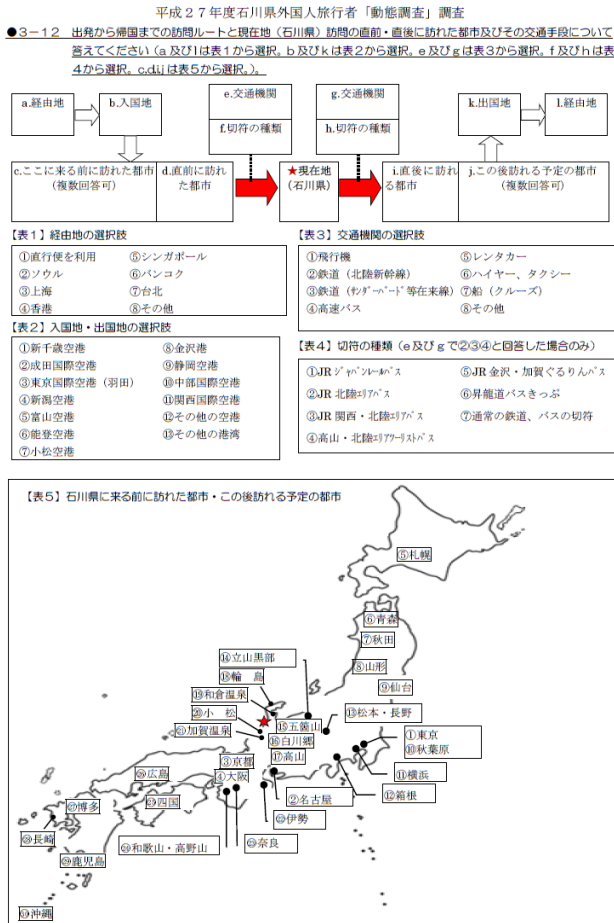 平成２７年度石川県外国人旅行者「動態調査」調査
●３－１２　出発から帰国までの訪問ルートと現在地（石川県）訪問の直前・直後に訪れた都市及びその交通手段について
答えてください（a 及びlは表１から選択。b及びkは表２から選択。e及びgは表３から選択。f及びhは表
４から選択。c,d,i,jは表５から選択。）。
a.経由地
b.入国地
e.交通機関
f.切符の種類
g.交通機関
h.切符の種類
k.出国地
l.経由地
c.ここに来る前に訪れた都市
（複数回答可）
d.直前に訪れ
た都市
★現在地
（石川県）
i.直後に訪れ
る都市
j.この後訪れる予定の都市
（複数回答可）
【表１】経由地の選択肢
①直行便を利用
②ソウル
③上海
④香港
⑤シンガポール
⑥バンコク
⑦台北
⑧その他
【表３】交通機関の選択肢
①飛行機
②鉄道（北陸新幹線）
③鉄道（サンダーバード等在来線）
④高速バス
⑤レンタカー
⑥ハイヤー、タクシー
⑦船（クルーズ）
⑧その他
【表２】入国地・出国地の選択肢
①新千歳空港
②成田国際空港
③東京国際空港（羽田）
④新潟空港
⑤富山空港
⑥能登空港
⑦小松空港
⑧金沢港
⑨静岡空港
⑩中部国際空港
⑪関西国際空港
⑫その他の空港
⑬その他の港湾
【表４】切符の種類（e 及び g で②③④と回答した場合のみ）
①JR ジャパンレールパス
②JR 北陸エリアパス
③JR 関西・北陸エリアパス
④高山・北陸エリアツーリストパス
⑤JR 金沢・加賀ぐるりんパス
⑥昇龍道バスきっぷ
⑦通常の鉄道、バスの切符
【表５】石川県に来る前に訪れた都市・この後訪れる予定の都市
⑤札幌
⑥青森
⑦秋田
⑭立山黒部
⑧山形
⑱輪　島
⑨仙台
⑲和倉温泉
⑳小　松
⑮五箇山
⑬松本・長野
㉑加賀温泉
⑯白川郷
①東京
⑩秋葉原
⑰高山
③京都
④大阪
⑪横浜
㉖広島
⑫箱根
②名古屋
㉗博多
㉕四国
㉒伊勢
㉘長崎
㉔和歌山・高野山
㉓奈良
㉙鹿児島
沖縄